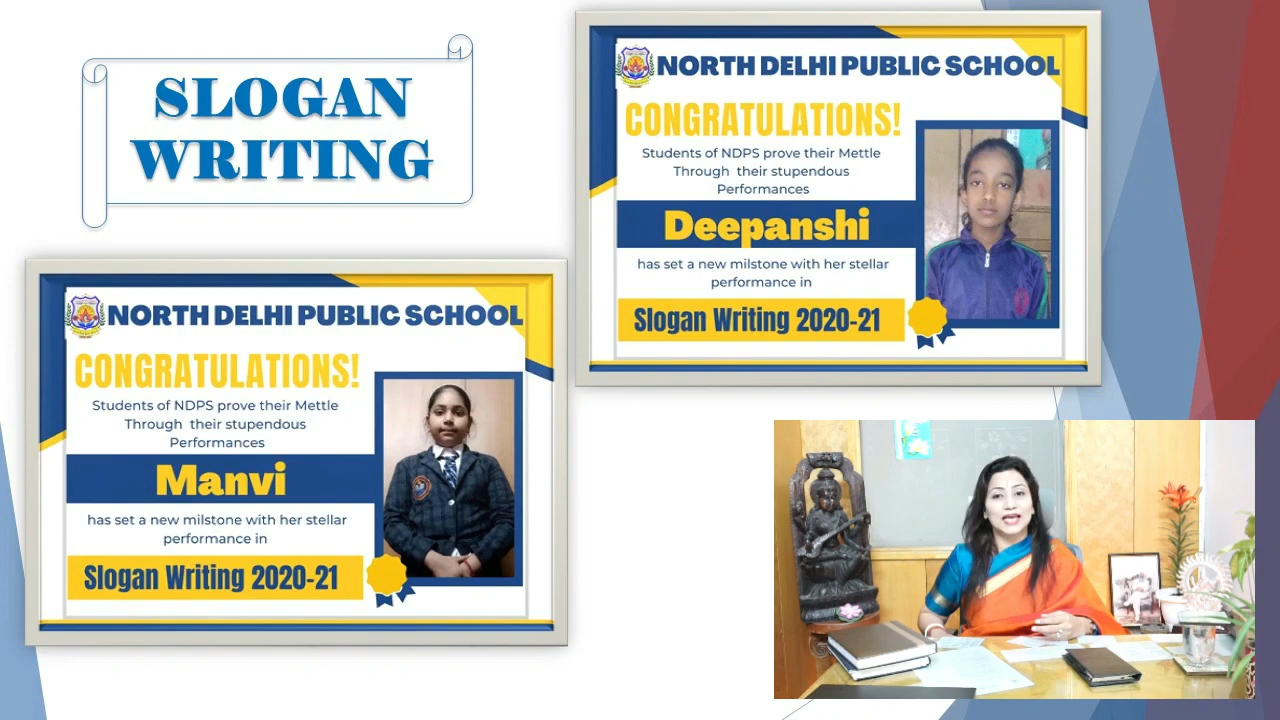 SLOGAN
WRITING
NORTH DELHI PUBLIC SCHOOL
CONGRATULATIONS!
Students of NDPS prove their Mettle
Through their stupendous
Performances
Deepanshi
has set a new milstone with her stellar
performance in
Slogan Writing 2020-21
NORTH DELHI PUBLIC SCHOOL
CONGRATULATIONS!
Students of NDPS prove their Mettle
Through their stupendous
Performances
Manvi
has set a new milstone with her stellar
performance in
Slogan Writing 2020-21